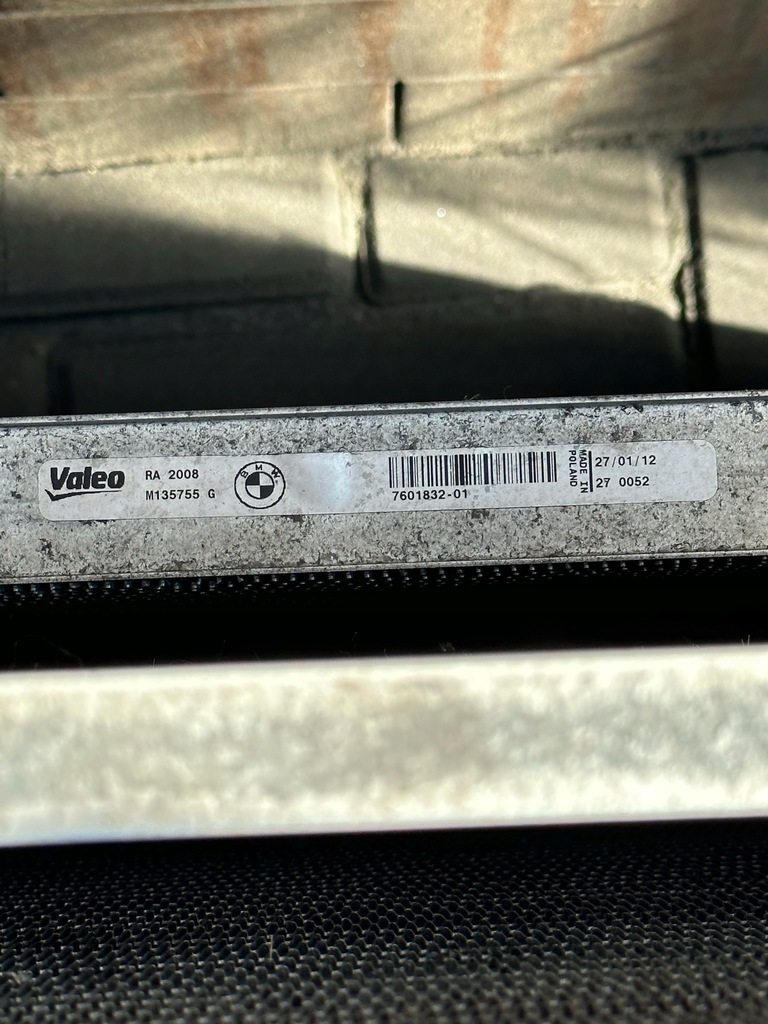 Valeo
RA 2008
M135755 G
BMW
7601832-01
MADE IN
POLAND
27/01/12
27 0052